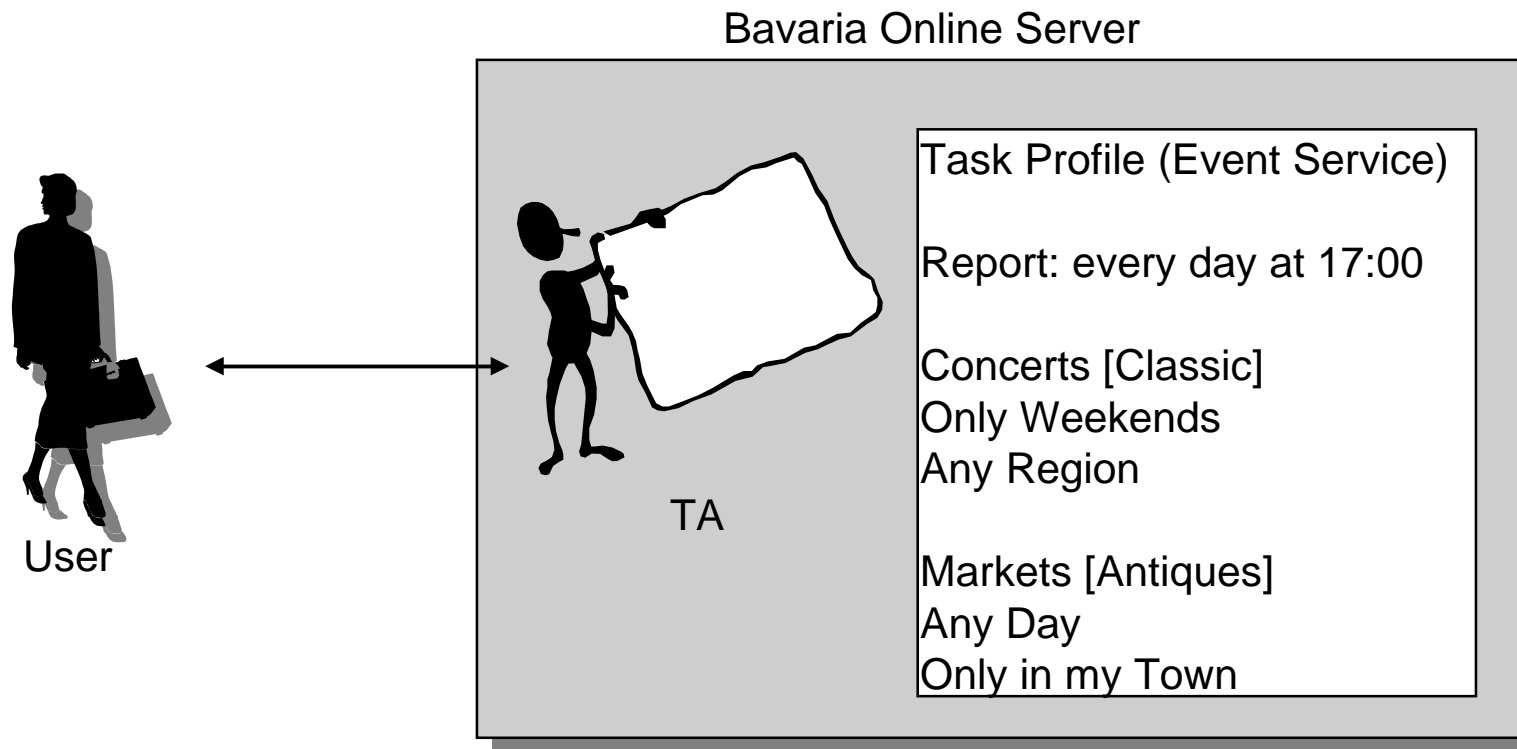 Bavaria Online Server
Task Profile (Event Service)
Report: every day at 17:00
Concerts [Classic]
Only Weekends
Any Region
Markets [Antiques]
Any Day
Only in my Town
TA
User